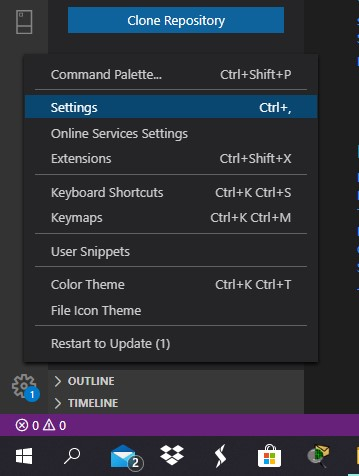 Clone Repository
Command Palette... Ctrl+Shift+P
Settings Ctrl+,
Online Services Settings
Extensions Ctrl+Shift+X
Keyboard Shortcuts Ctrl+K Ctrl+S
Keymaps Ctrl+K Ctrl+M
User Snippets
Color Theme Ctrl+K Ctrl+T
File Icon Theme
Restart to Update (1)
1
OUTLINE
TIMELINE
0 0
2